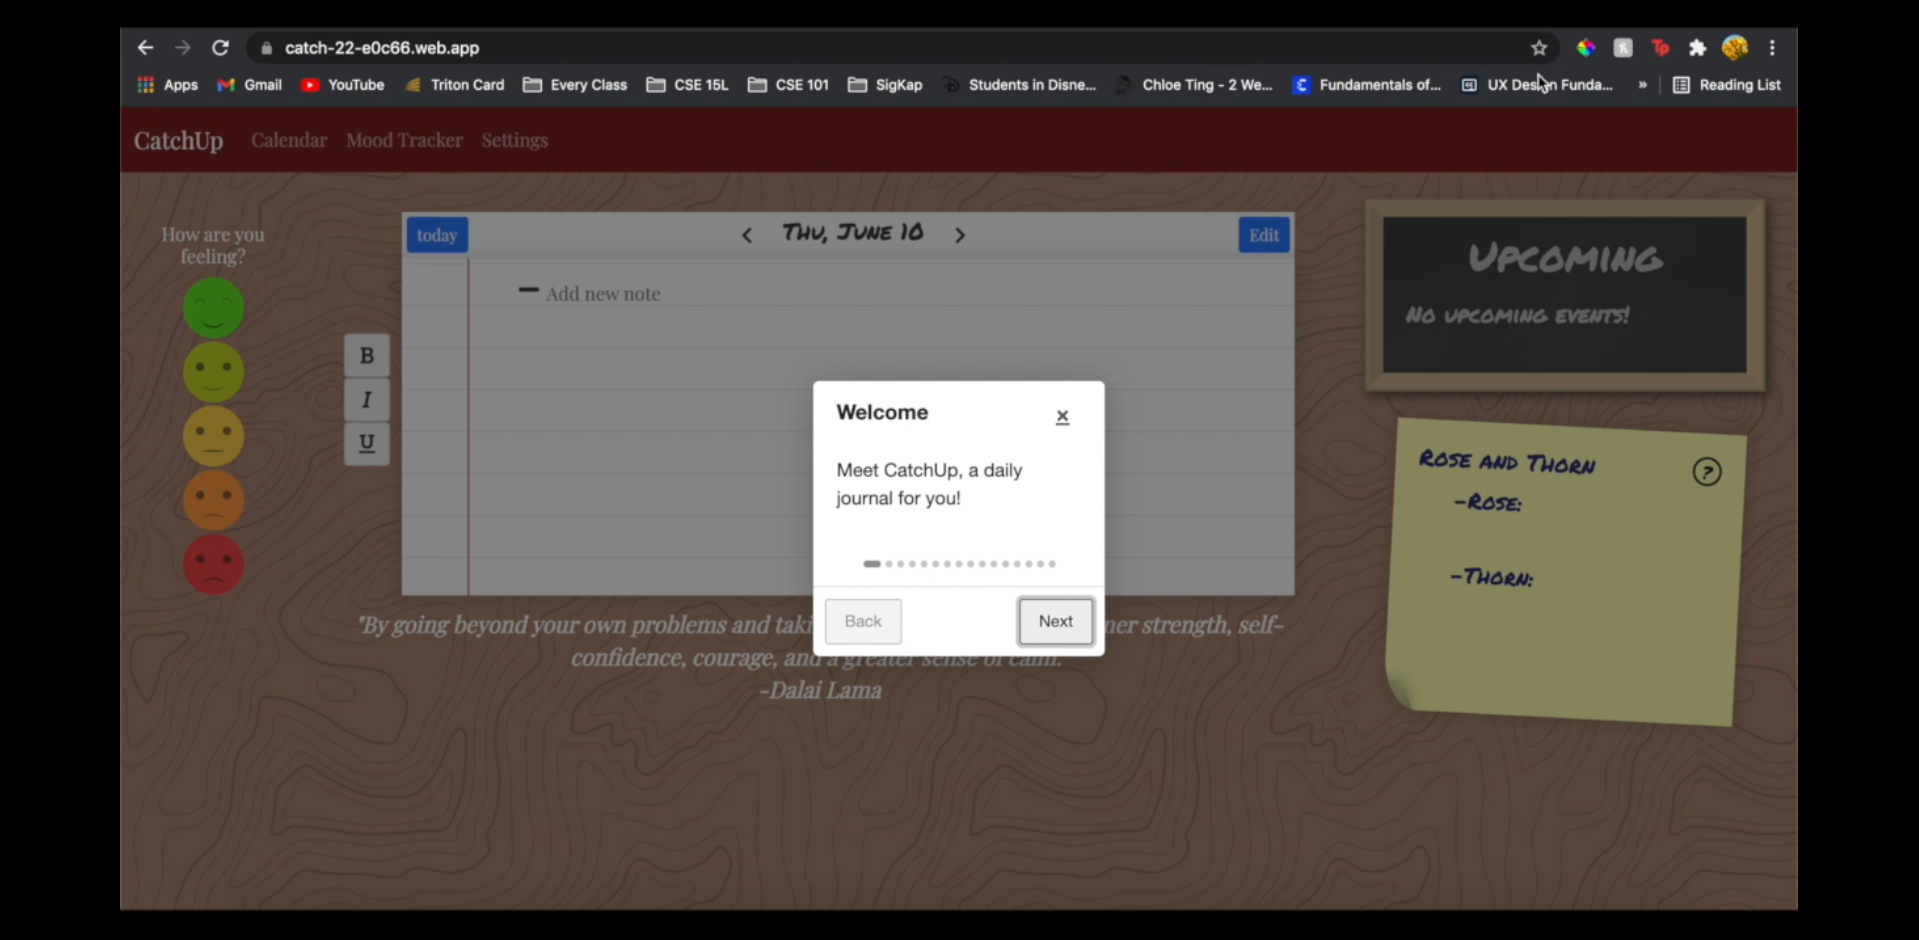 catch-22-e0c66.web.app
Apps Gmail YouTube Triton Card Every Class CSE 15L CSE 101 SigKap Students in Disne... Chloe Ting - 2 We... Fundamentals of... UX Design Funda... » Reading List
CatchUp Calendar Mood Tracker Settings
How are you
feeling?
today < Thu, June 10 > Edit
Add new note
B
I
U
Welcome x
Meet CatchUp, a daily
journal for you!
Back Next
"By going beyond your own problems and taki ner strength, self-
confidence, courage, and a greater sense of calm."
-Dalai Lama
Upcoming
No upcoming events!
Rose and Thorn ?
-Rose:
-Thorn: